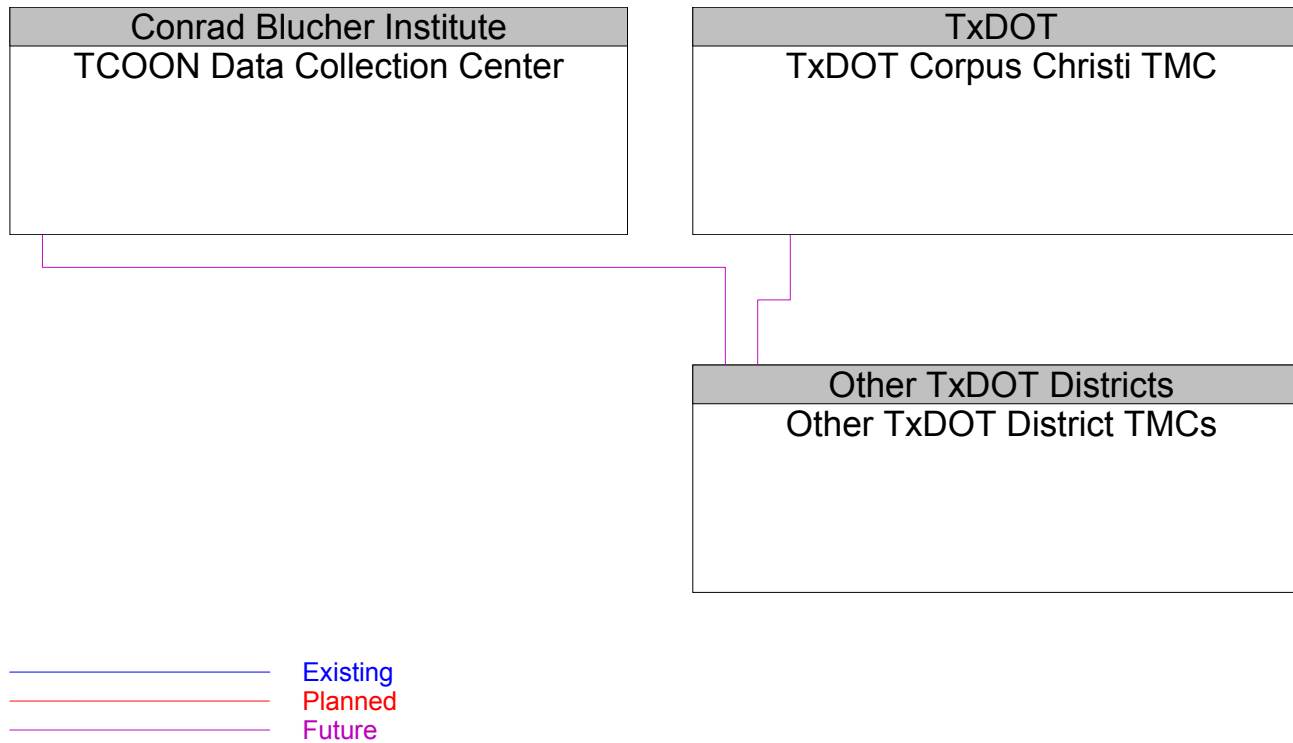 Conrad Blucher Institute
TCOON Data Collection Center
TxDOT
TxDOT Corpus Christi TMC
Other TxDOT Districts
Other TxDOT District TMCs
Existing
Planned
Future